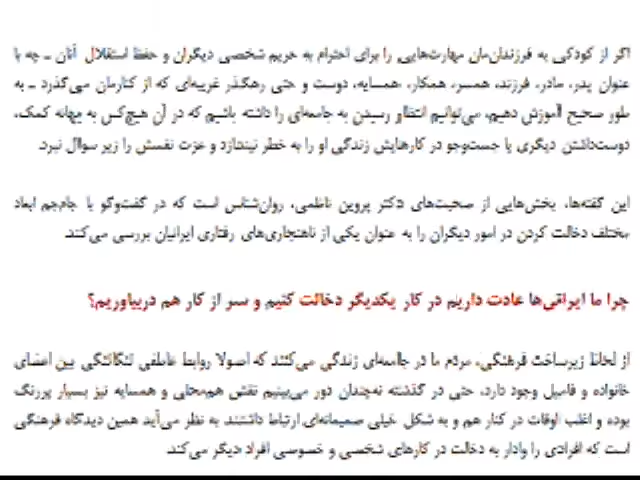 اگر از کودکی به فرزندان‌مان مهارت‌هایی را برای احترام به حریم شخصی دیگران و حفظ استقلال آنان ـ چه با
عنوان پدر، مادر، فرزند، همسر، همکار، همسایه، دوست و حتی رهگذر غریبه‌ای که از کنارمان می‌گذرد ـ به
طور صحیح آموزش دهیم، می‌توانیم انتظار رسیدن به جامعه‌ای را داشته باشیم که در آن هیچ‌کس به بهانه کمک،
دوست‌داشتن دیگری یا جست‌وجو در کارهایش زندگی او را به خطر نیندازد و عزت نفسش را زیر سوال نبرد.
این گفته‌ها، بخش‌هایی از صحبت‌های دکتر پروین ناظمی، روان‌شناس است که در گفت‌وگو با جام‌جم ابعاد
مختلف دخالت کردن در امور دیگران را به عنوان یکی از ناهنجاری‌های رفتاری ایرانیان بررسی می‌کند.
چرا ما ایرانی‌ها عادت داریم در کار یکدیگر دخالت کنیم و سر از کار هم دربیاوریم؟
از لحاظ زیرساخت فرهنگی، مردم ما در جامعه‌ای زندگی می‌کنند که اصولا روابط عاطفی تنگاتنگی بین اعضای
خانواده و فامیل وجود دارد، حتی در گذشته نه‌چندان دور می‌بینیم نقش هم‌محلی و همسایه نیز بسیار پررنگ
بوده و اغلب اوقات در کنار هم و به شکل خیلی صمیمانه‌ای ارتباط داشتند به نظر می‌آید همین دیدگاه فرهنگی
است که افرادی را وادار به دخالت در کارهای شخصی و خصوصی افراد دیگر می‌کند.